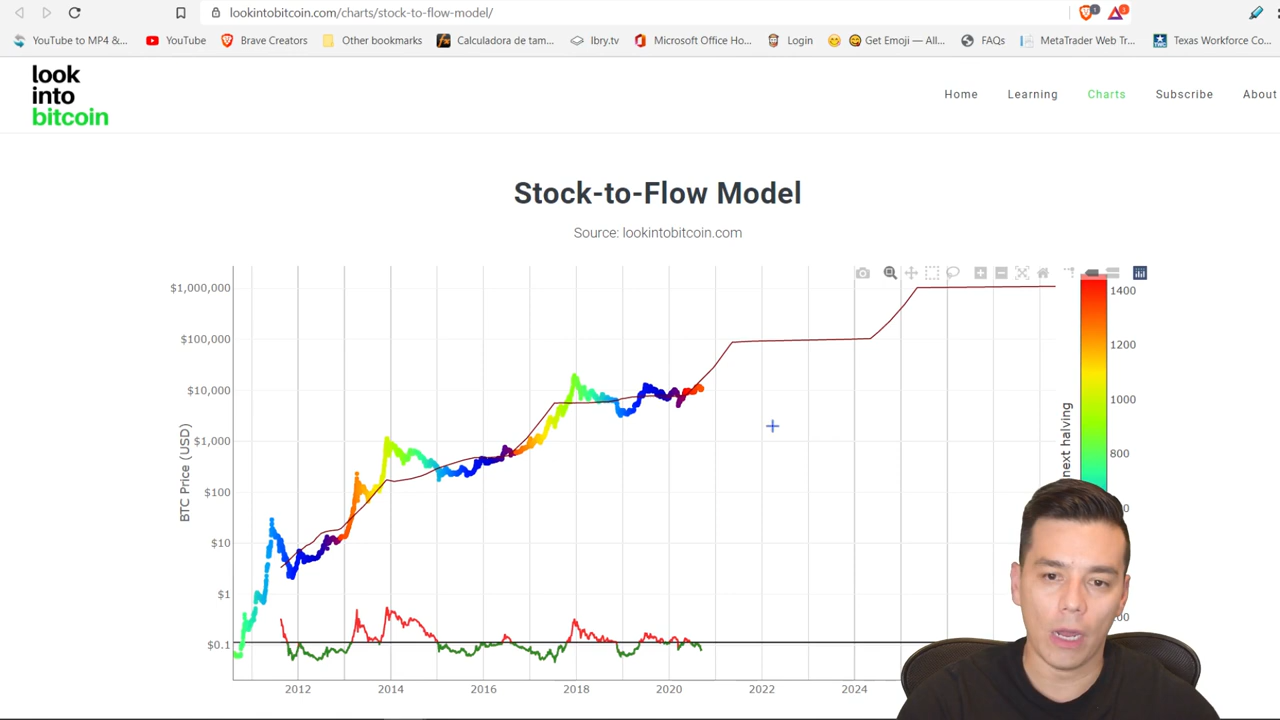 lookintobitcoin.com/charts/stock-to-flow-model/
1
3
YouTube to MP4 &...
YouTube
Brave Creators
Other bookmarks
Calculadora de tam...
lbry.tv
Microsoft Office Ho...
Login
Get Emoji — All...
FAQs
MetaTrader Web Tr...
Texas Workforce Co...
look
into
bitcoin
Home
Learning
Charts
Subscribe
About
Stock-to-Flow Model
Source: lookintobitcoin.com
$1,000,000
$100,000
$10,000
$1,000
$100
$10
$1
$0.1
BTC Price (USD)
2012
2014
2016
2018
2020
2022
2024
1400
1200
1000
800
next halving